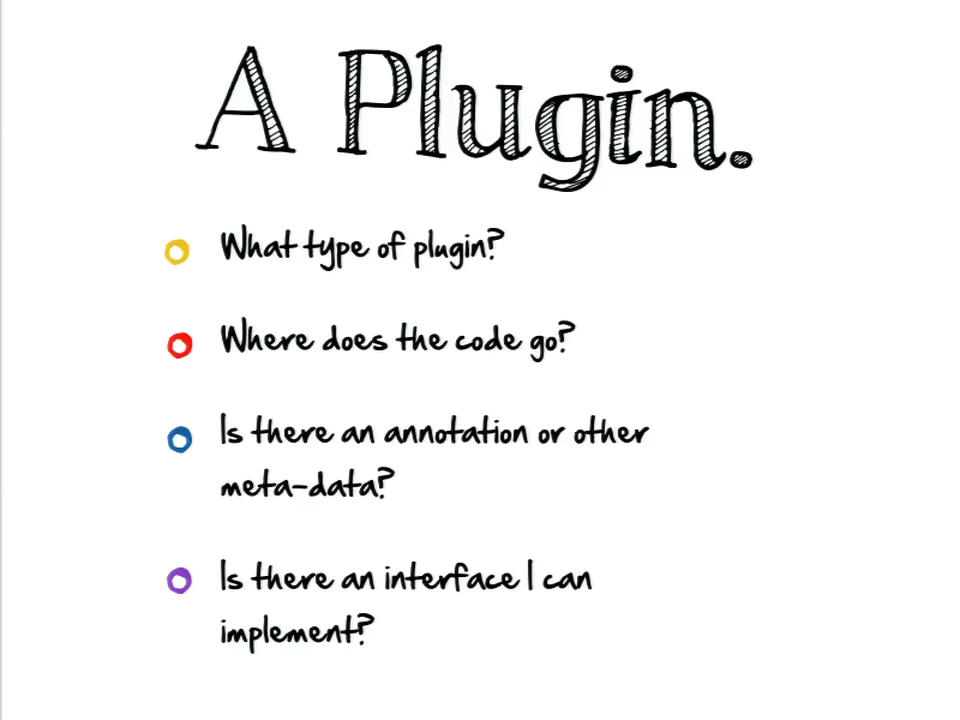 A Plugin.
What type of plugin?
Where does the code go?
Is there an annotation or other
meta-data?
Is there an interface I can
implement?